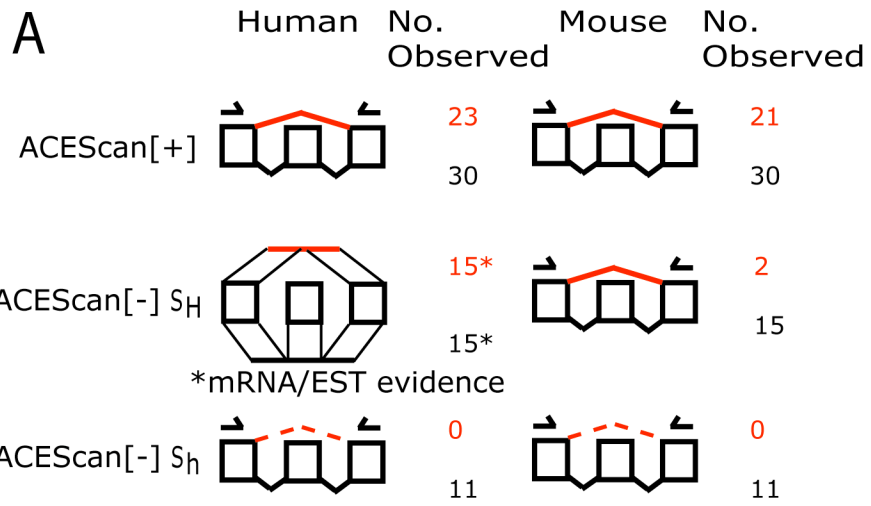 A
Human No. Mouse No.
Observed Observed
23 21
ACEScan[+]
30 30
15* 2
ACEScan[-] SH
15* 15
*mRNA/EST evidence
0 0
ACEScan[-] Sh
11 11